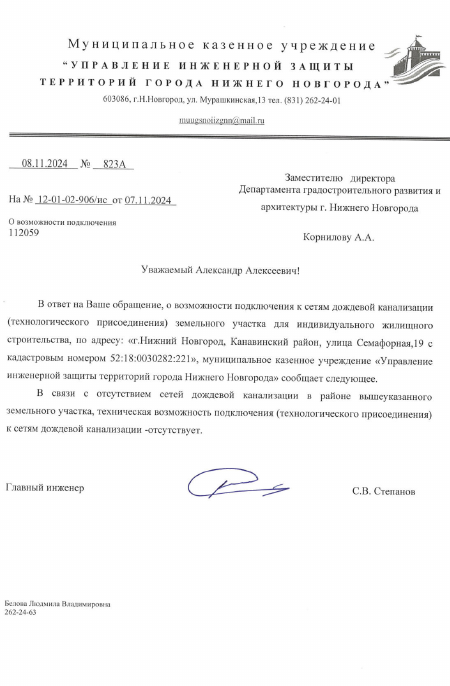 Муниципальное казенное учреждение
“УПРАВЛЕНИЕ ИНЖЕНЕРНОЙ ЗАЩИТЫ
ТЕРРИТОРИЙ ГОРОДА НИЖНЕГО НОВГОРОДА”
603086, г.Н.Новгород, ул. Мурашкинская,13 тел. (831) 262-24-01
muugsnoiizgnn@mail.ru
08.11.2024 № 823А
На № 12-01-02-906/ис от 07.11.2024
О возможности подключения
112059
Заместителю директора
Департамента градостроительного развития и
архитектуры г. Нижнего Новгорода
Корнилову А.А.
Уважаемый Александр Алексеевич!
В ответ на Ваше обращение, о возможности подключения к сетям дождевой канализации
(технологического присоединения) земельного участка для индивидуального жилищного
строительства, по адресу: «г.Нижний Новгород, Канавинский район, улица Семафорная,19 с
кадастровым номером 52:18:0030282:221», муниципальное казенное учреждение «Управление
инженерной защиты территорий города Нижнего Новгорода» сообщает следующее.
В связи с отсутствием сетей дождевой канализации в районе вышеуказанного
земельного участка, техническая возможность подключения (технологического присоединения)
к сетям дождевой канализации -отсутствует.
Главный инженер
С.В. Степанов
Белова Людмила Владимировна
262-24-63